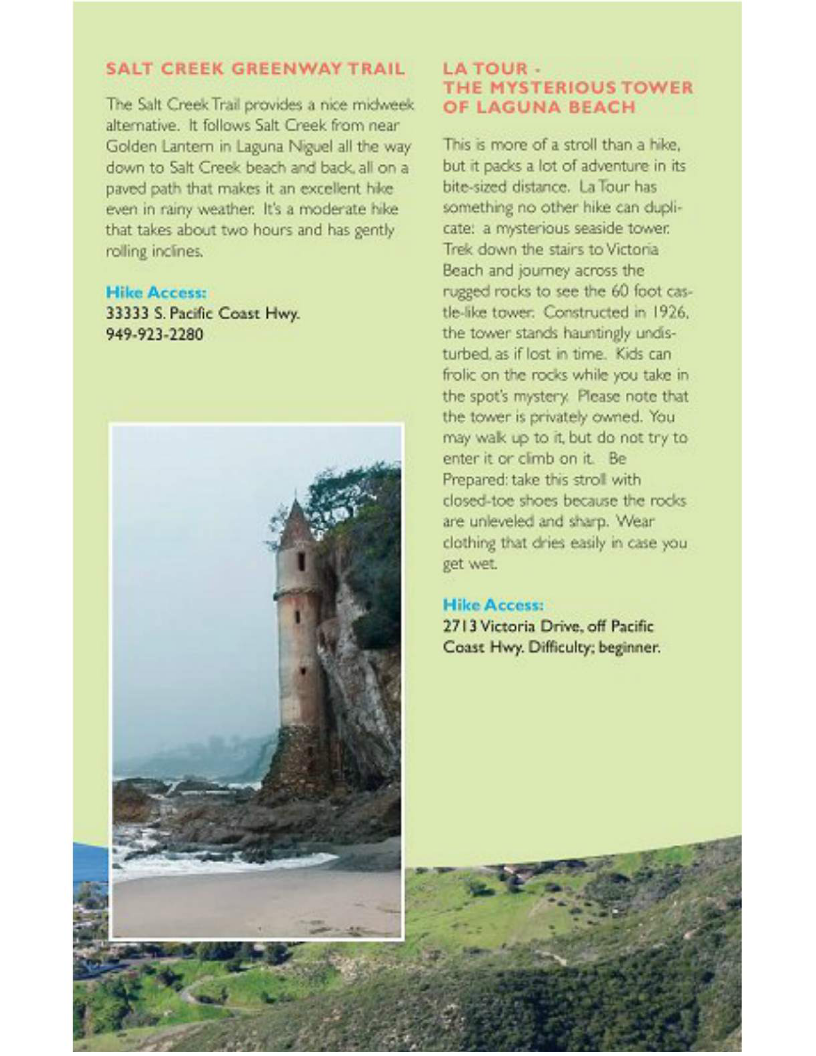 SALT CREEK GREENWAY TRAIL
The Salt Creek Trail provides a nice midweek
alternative. It follows Salt Creek from near
Golden Lantern in Laguna Niguel all the way
down to Salt Creek beach and back, all on a
paved path that makes it an excellent hike
even in rainy weather. It's a moderate hike
that takes about two hours and has gently
rolling inclines.
Hike Access:
33333 S. Pacific Coast Hwy.
949-923-2280
LA TOUR -
THE MYSTERIOUS TOWER
OF LAGUNA BEACH
This is more of a stroll than a hike,
but it packs a lot of adventure in its
bite-sized distance. La Tour has
something no other hike can dupli-
cate: a mysterious seaside tower.
Trek down the stairs to Victoria
Beach and journey across the
rugged rocks to see the 60 foot cas-
tle-like tower. Constructed in 1926,
the tower stands hauntingly undis-
turbed, as if lost in time. Kids can
frolic on the rocks while you take in
the spot's mystery. Please note that
the tower is privately owned. You
may walk up to it, but do not try to
enter it or climb on it. Be
Prepared: take this stroll with
closed-toe shoes because the rocks
are unleveled and sharp. Wear
clothing that dries easily in case you
get wet.
Hike Access:
2713 Victoria Drive, off Pacific
Coast Hwy. Difficulty; beginner.